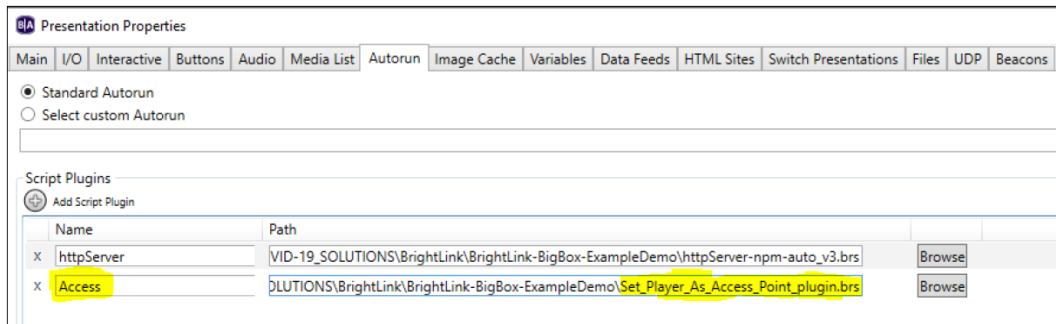 B|A Presentation Properties
Main I/O Interactive Buttons Audio Media List Autorun Image Cache Variables Data Feeds HTML Sites Switch Presentations Files UDP Beacons
Standard Autorun
Select custom Autorun
Script Plugins
Add Script Plugin
Name Path
x httpServer VID-19_SOLUTIONS\BrightLink\BrightLink-BigBox-ExampleDemo\httpServer-npm-auto_v3.brs Browse
x Access OLUTIONS\BrightLink\BrightLink-BigBox-ExampleDemo\Set_Player_As_Access_Point_plugin.brs Browse